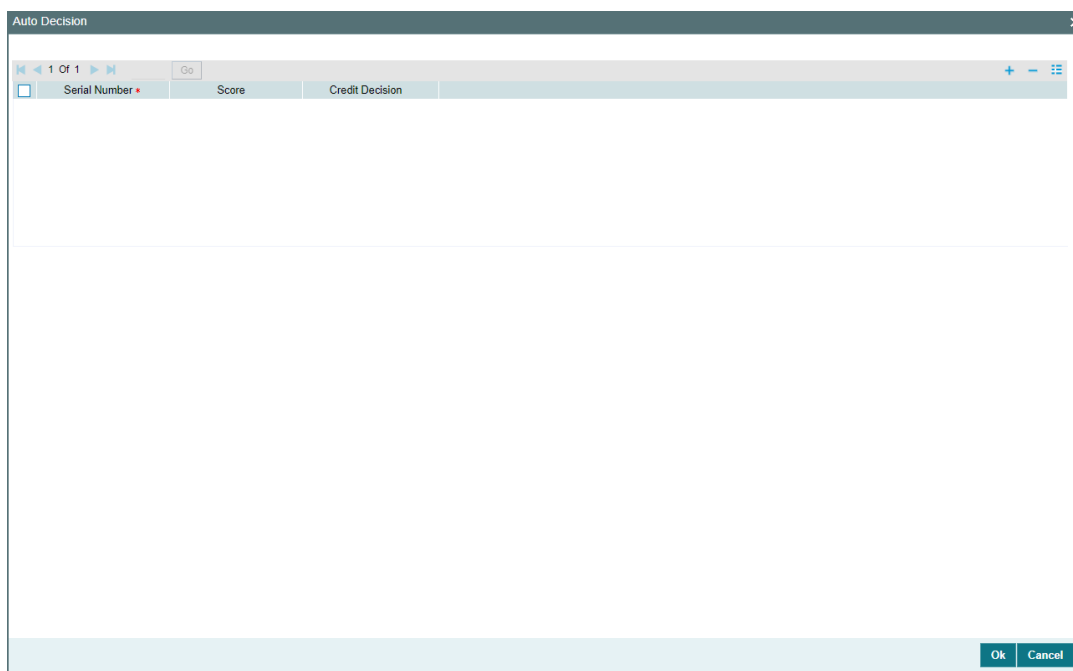 Auto Decision
1 Of 1 Go
Serial Number * Score Credit Decision
Ok Cancel